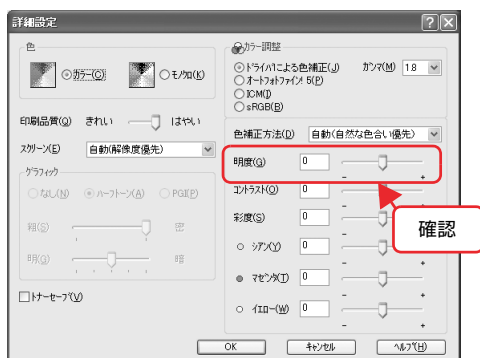 詳細設定
色
カラー(C)
モノクロ(K)
印刷品質(Q) きれい はやい
スクリーン(E) 自動(解像度優先)
グラフィック
なし(N) ハーフトーン(A) PGI(P)
粗(S) 密
明(G) 暗
トナーセーブ(V)
カラー調整
ドライバによる色補正(J) ガンマ(M) 1.8
オートフォトファイン!5(P)
ICM(I)
sRGB(B)
色補正方法(D) 自動(自然な色合い優先)
明度(G) 0
- +
コントラスト(O) 0
彩度(S) 0
確認
シアン(Y) 0
- +
マゼンタ(T) 0
- +
イエロー(W) 0
- +
OK キャンセル ヘルプ(H)